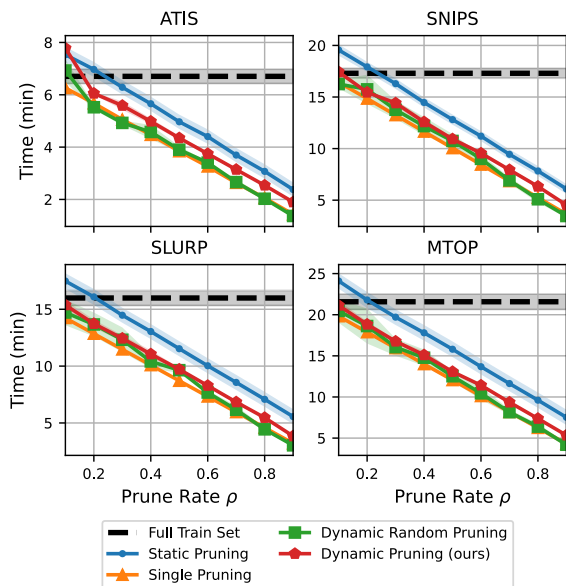 ATIS
SNIPS
8
6
4
2
Time (min)
20
15
10
5
SLURP
MTOP
15
10
5
Time (min)
25
20
15
10
5
0.2 0.4 0.6 0.8
0.2 0.4 0.6 0.8
Prune Rate ρ
Prune Rate ρ
Full Train Set
Static Pruning
Single Pruning
Dynamic Random Pruning
Dynamic Pruning (ours)